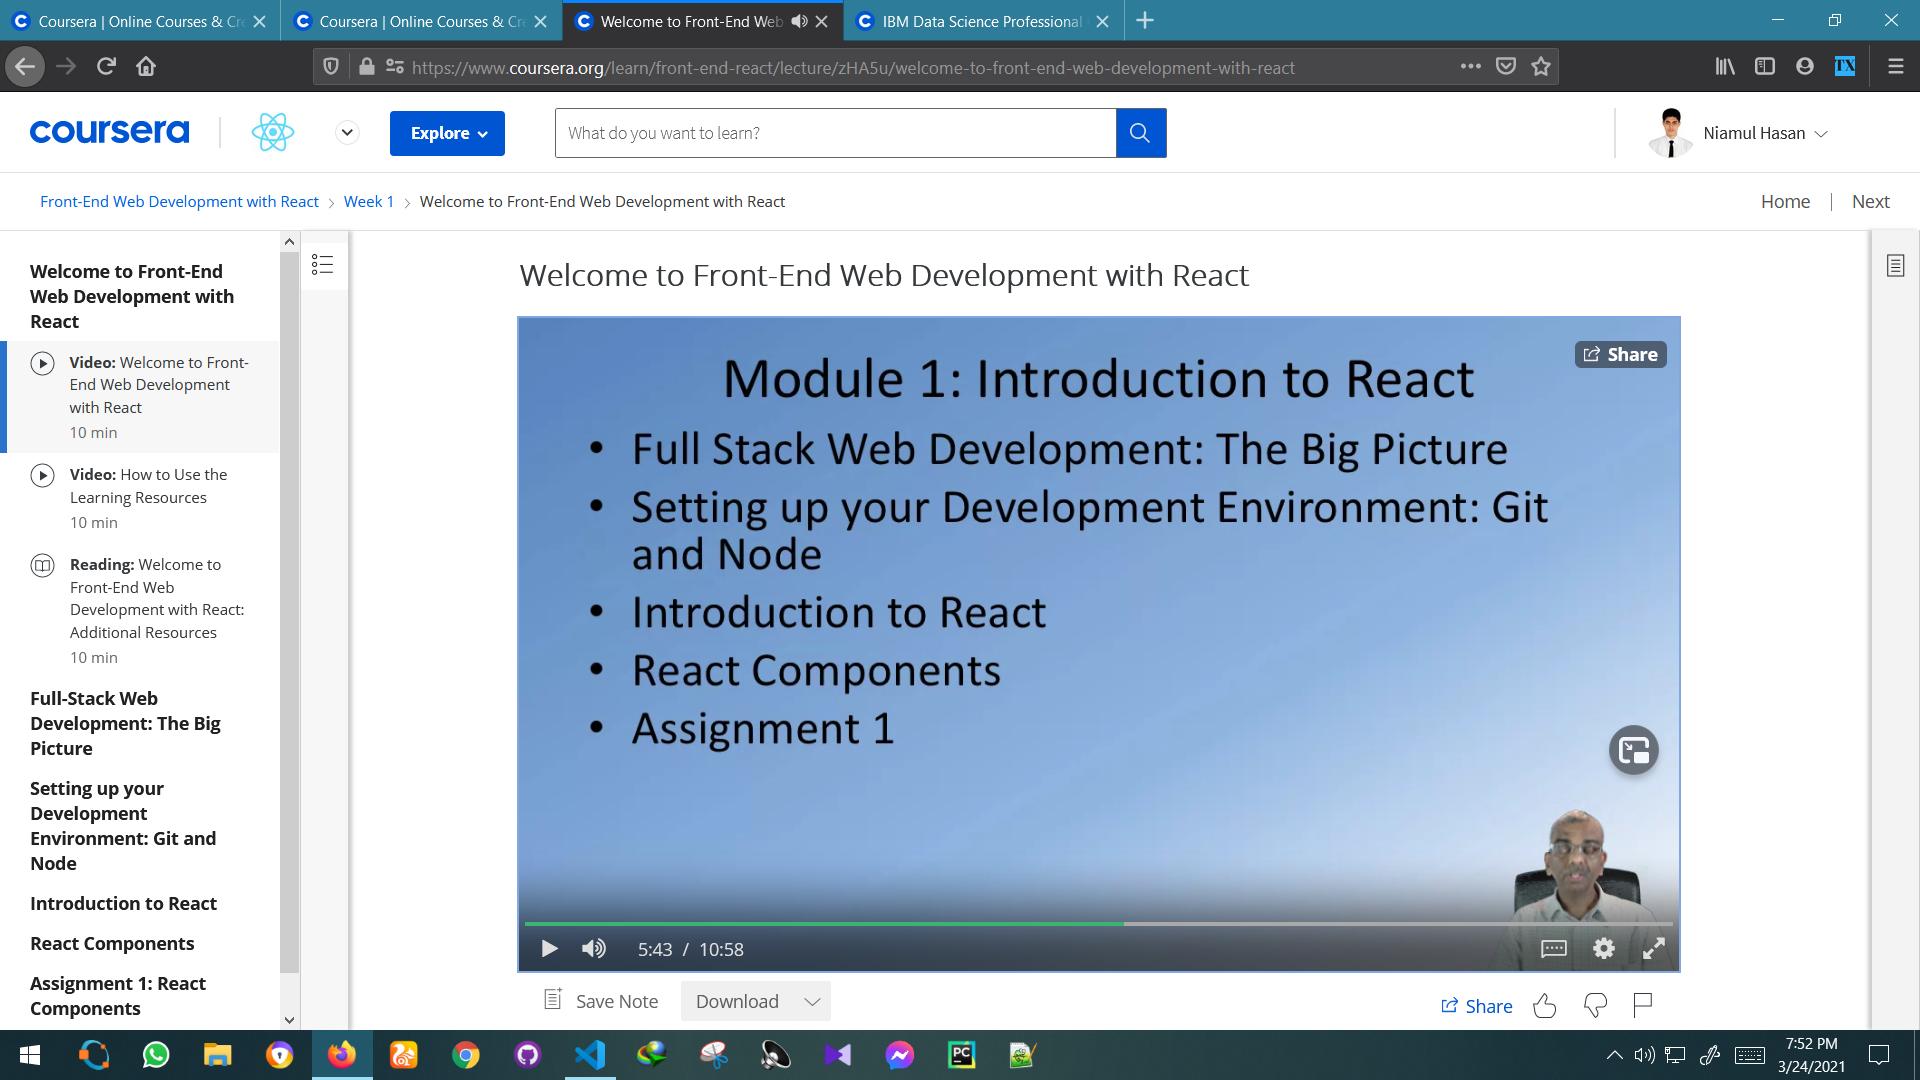 Coursera | Online Courses & Cre
Coursera | Online Courses & Cre
Welcome to Front-End Web
IBM Data Science Professional
https://www.coursera.org/learn/front-end-react/lecture/zHA5u/welcome-to-front-end-web-development-with-react
TX
coursera
Explore
What do you want to learn?
Niamul Hasan
Front-End Web Development with React > Week 1 > Welcome to Front-End Web Development with React
Home | Next
Welcome to Front-End
Web Development with
React
Video: Welcome to Front-
End Web Development
with React
10 min
Video: How to Use the
Learning Resources
10 min
Reading: Welcome to
Front-End Web
Development with React:
Additional Resources
10 min
Full-Stack Web
Development: The Big
Picture
Setting up your
Development
Environment: Git and
Node
Introduction to React
React Components
Assignment 1: React
Components
Welcome to Front-End Web Development with React
Share
Module 1: Introduction to React
• Full Stack Web Development: The Big Picture
• Setting up your Development Environment: Git
and Node
• Introduction to React
• React Components
• Assignment 1
5:43 / 10:58
Save Note
Download
Share
PC
7:52 PM
3/24/2021